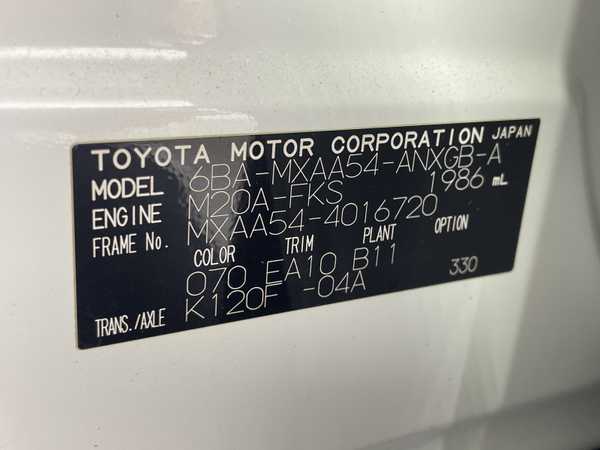 TOYOTA MOTOR CORPORATION JAPAN
MODEL 6BA-MXAA54-ANXGB-A
ENGINE M20A-FKS 1986 mL
FRAME No. MXAA54-4016720
COLOR TRIM PLANT OPTION
070 EA10 B11 330
TRANS./AXLE K120F -04A